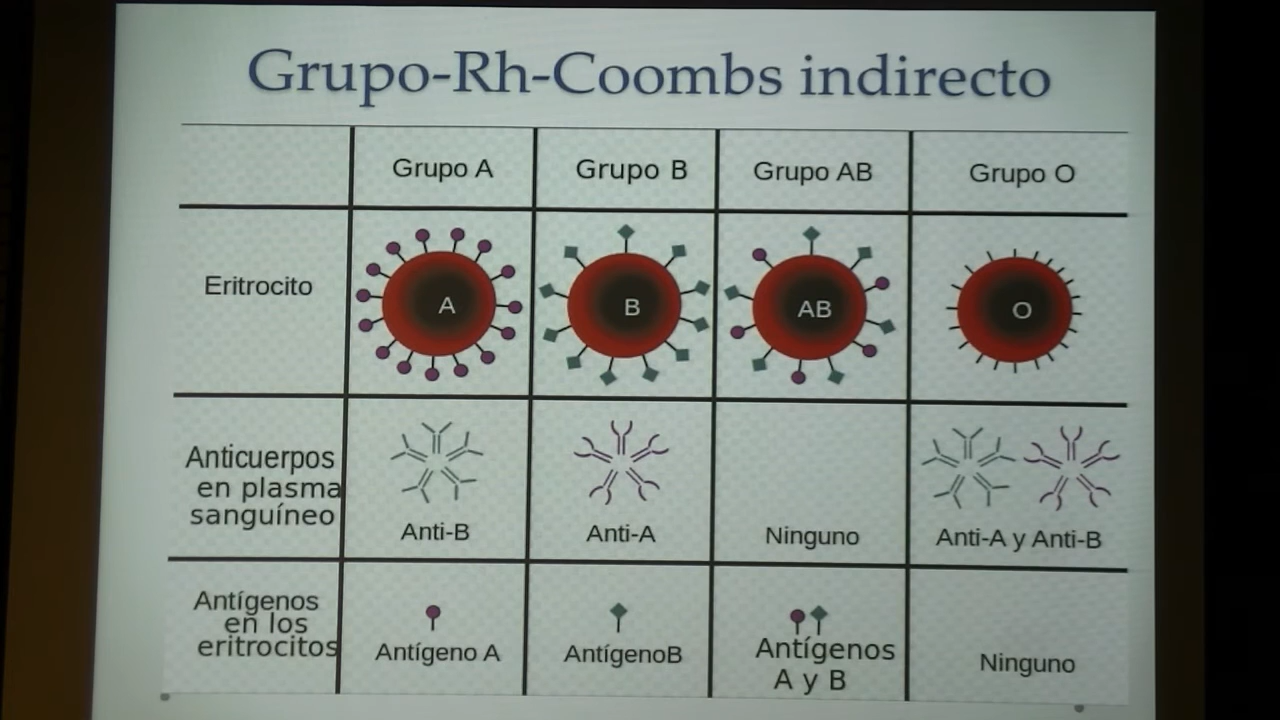 Grupo-Rh-Coombs indirecto
Grupo A
Grupo B
Grupo AB
Grupo O
Eritrocito
A
B
AB
O
Anticuerpos
en plasma
sanguíneo
Anti-B
Anti-A
Ninguno
Anti-A y Anti-B
Antígenos
en los
eritrocitos
Antígeno A
AntígenoB
Antígenos
A y B
Ninguno